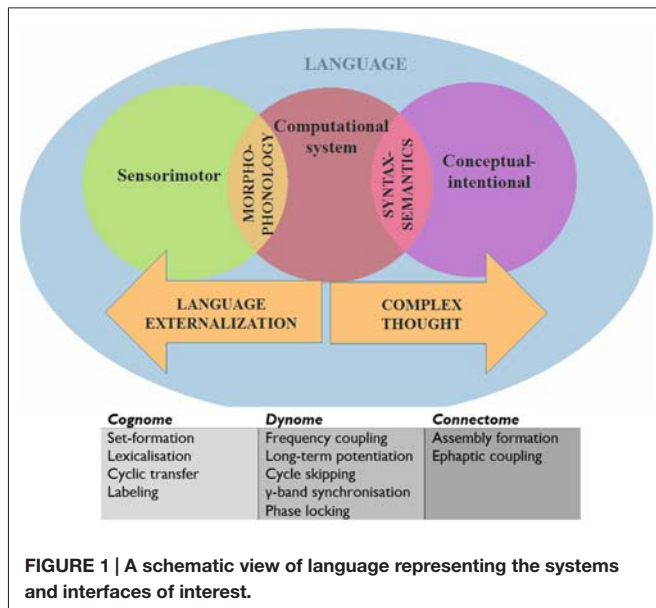 LANGUAGE
Sensorimotor
MORPHO-
PHONOLOGY
Computational
system
SYNTAX-
SEMANTICS
Conceptual-
intentional
LANGUAGE
EXTERNALIZATION
COMPLEX
THOUGHT
Cognome
Set-formation
Lexicalisation
Cyclic transfer
Labeling
Dynome
Frequency coupling
Long-term potentiation
Cycle skipping
γ-band synchronisation
Phase locking
Connectome
Assembly formation
Ephaptic coupling
FIGURE 1 | A schematic view of language representing the systems
and interfaces of interest.